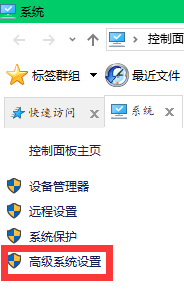 系统
控制面
标签群组 最近文件
快速访问 系统
控制面板主页
设备管理器
远程设置
系统保护
高级系统设置